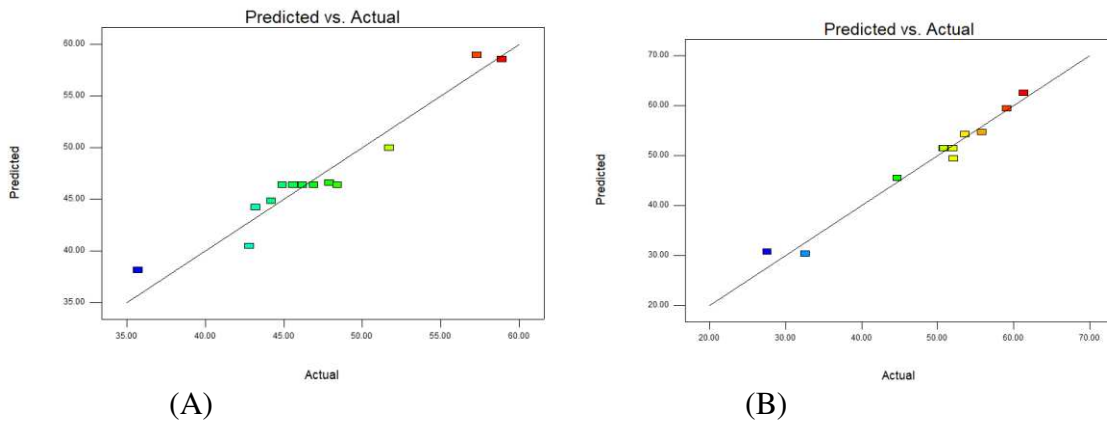 Predicted vs. Actual
60.00
55.00
50.00
45.00
40.00
35.00
Predicted
35.00 40.00 45.00 50.00 55.00 60.00
Actual
(A)
Predicted vs. Actual
70.00
60.00
50.00
40.00
30.00
20.00
Predicted
20.00 30.00 40.00 50.00 60.00 70.00
Actual
(B)